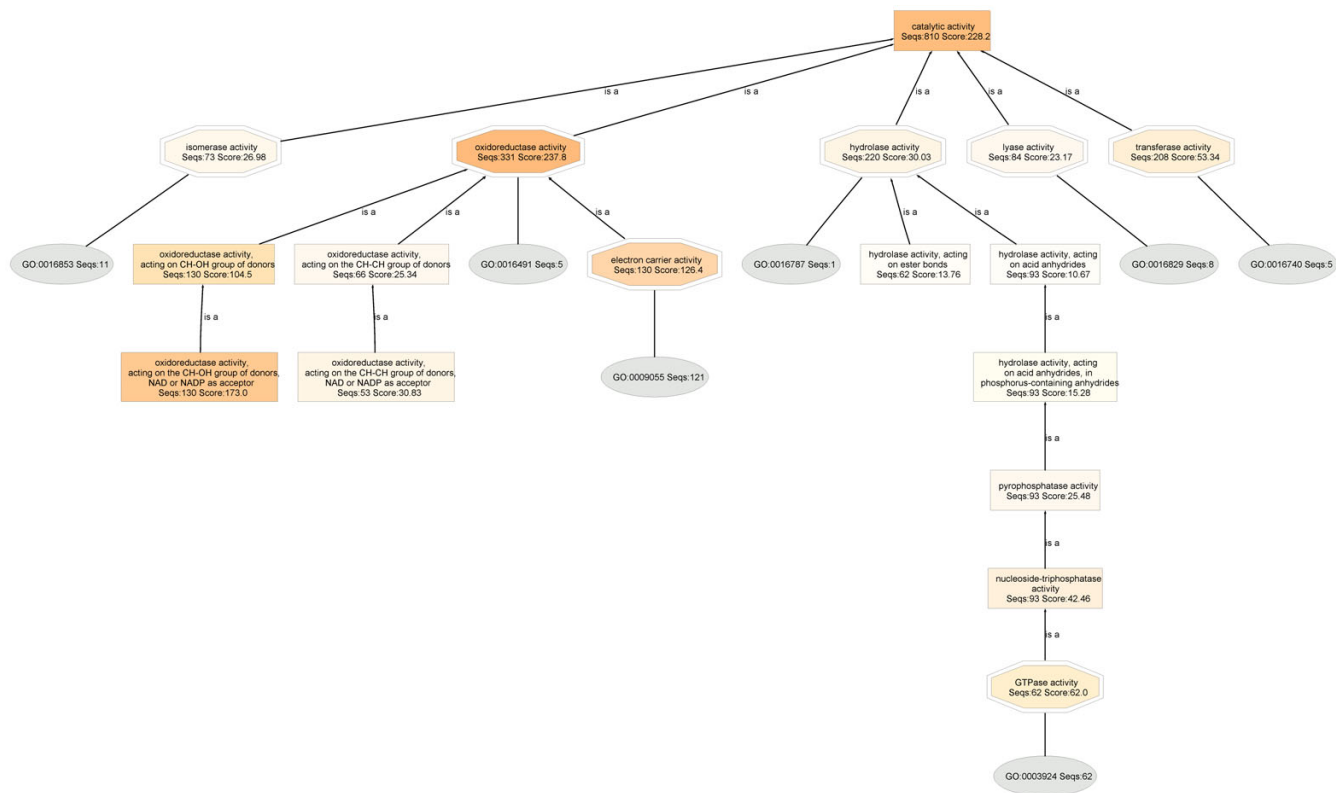 catalytic activity
Seqs:810 Score:228.2
is a
is a
is a
is a
is a
isomerase activity
Seqs:73 Score:26.98
oxidoreductase activity
Seqs:331 Score:237.8
hydrolase activity
Seqs:220 Score:30.03
lyase activity
Seqs:84 Score:23.17
transferase activity
Seqs:208 Score:53.34
is a
is a
is a
is a
is a
GO:0016853 Seqs:11
oxidoreductase activity,
acting on CH-OH group of donors
Seqs:130 Score:104.5
oxidoreductase activity,
acting on the CH-CH group of donors
Seqs:66 Score:25.34
GO:0016491 Seqs:5
electron carrier activity
Seqs:130 Score:126.4
GO:0016787 Seqs:1
hydrolase activity, acting
on ester bonds
Seqs:62 Score:13.76
hydrolase activity, acting
on acid anhydrides
Seqs:93 Score:10.67
GO:0016829 Seqs:8
GO:0016740 Seqs:5
is a
is a
is a
oxidoreductase activity,
acting on the CH-OH group of donors,
NAD or NADP as acceptor
Seqs:130 Score:173.0
oxidoreductase activity,
acting on the CH-CH group of donors,
NAD or NADP as acceptor
Seqs:53 Score:30.83
GO:0009055 Seqs:121
hydrolase activity, acting
on acid anhydrides, in
phosphorus-containing anhydrides
Seqs:93 Score:15.28
is a
pyrophosphatase activity
Seqs:93 Score:25.48
is a
nucleoside-triphosphatase
activity
Seqs:93 Score:42.46
is a
GTPase activity
Seqs:62 Score:62.0
GO:0003924 Seqs:62